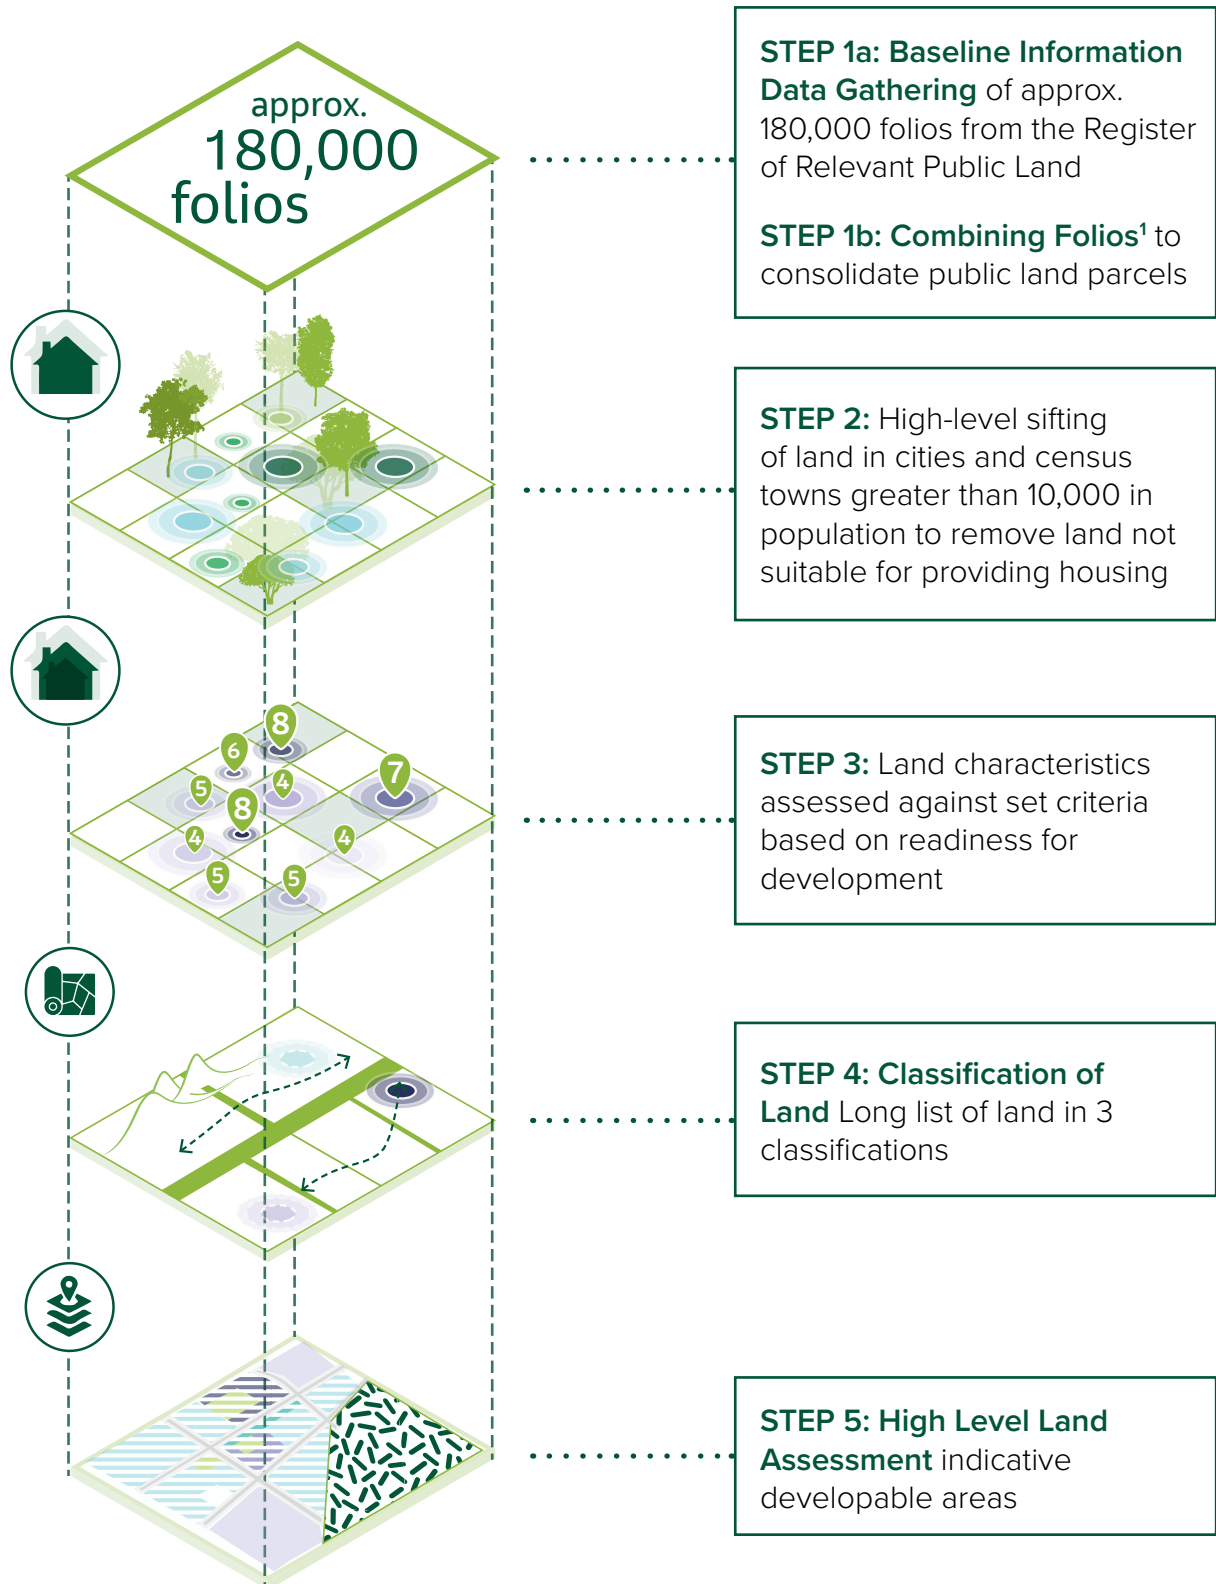 approx.
180,000
folios
STEP 1a: Baseline Information
Data Gathering of approx.
180,000 folios from the Register
of Relevant Public Land
STEP 1b: Combining Folios¹ to
consolidate public land parcels
STEP 2: High-level sifting
of land in cities and census
towns greater than 10,000 in
population to remove land not
suitable for providing housing
8
6
7
5
4
8
4
4
5
5
STEP 3: Land characteristics
assessed against set criteria
based on readiness for
development
STEP 4: Classification of
Land Long list of land in 3
classifications
STEP 5: High Level Land
Assessment indicative
developable areas